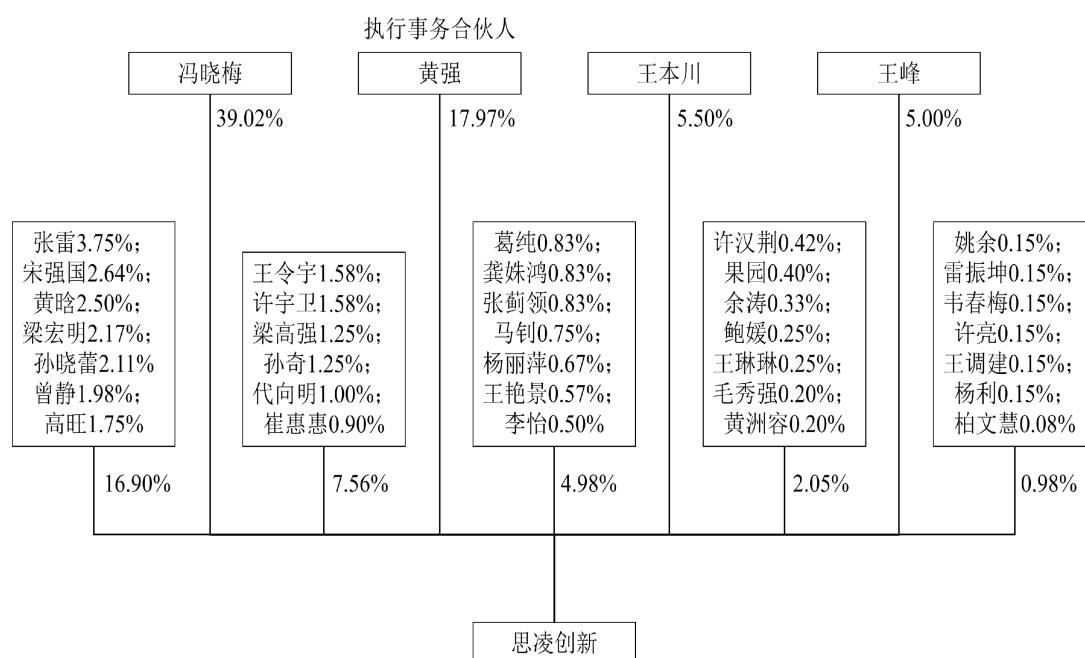 执行事务合伙人
冯晓梅
黄强
王本川
王峰
39.02%
17.97%
5.50%
5.00%
张雷3.75%;
宋强国2.64%;
黄晗2.50%;
梁宏明2.17%;
孙晓蕾2.11%
曾静1.98%;
高旺1.75%
王令宇1.58%;
许宇卫1.58%;
梁高强1.25%;
孙奇1.25%;
代向明1.00%;
崔惠惠0.90%
葛纯0.83%;
龚姝鸿0.83%;
张蓟领0.83%;
马钊0.75%;
杨丽萍0.67%;
王艳景0.57%;
李怡0.50%
许汉荆0.42%;
果园0.40%;
余涛0.33%;
鲍媛0.25%;
王琳琳0.25%;
毛秀强0.20%;
黄洲容0.20%
姚余0.15%;
雷振坤0.15%;
韦春梅0.15%;
许亮0.15%;
王调建0.15%;
杨利0.15%;
柏文慧0.08%
16.90%
7.56%
4.98%
2.05%
0.98%
思凌创新